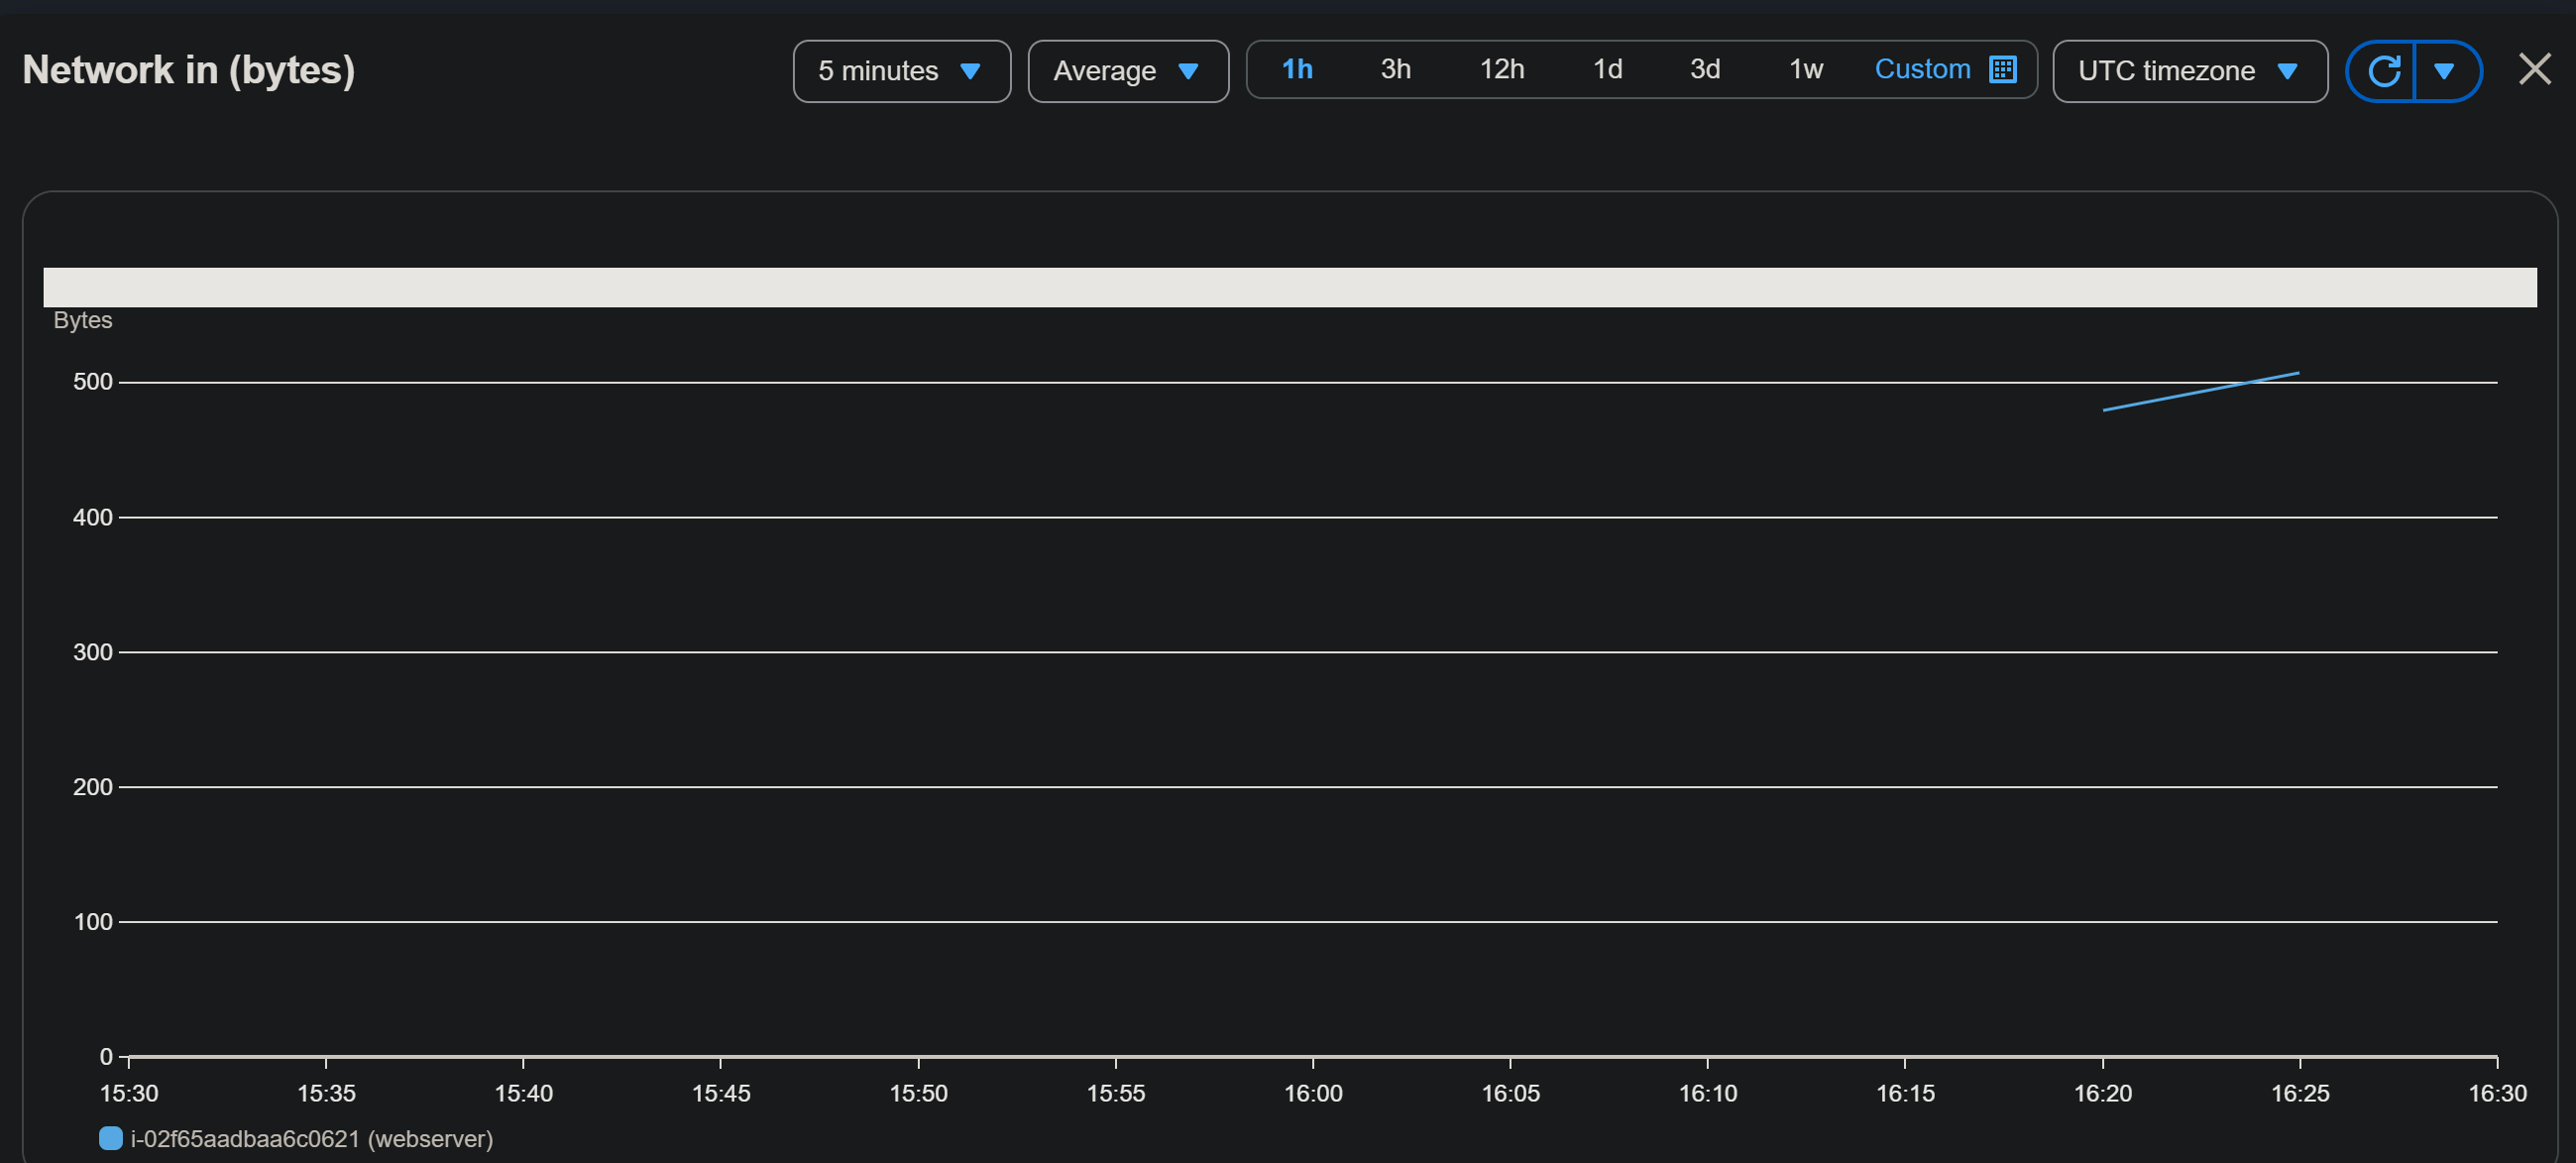 Network in (bytes)
5 minutes
Average
1h
3h
12h
1d
3d
1w
Custom
UTC timezone
Bytes
500
400
300
200
100
0
15:30 15:35 15:40 15:45 15:50 15:55 16:00 16:05 16:10 16:15 16:20 16:25 16:30
i-02f65aadbaa6c0621 (webserver)